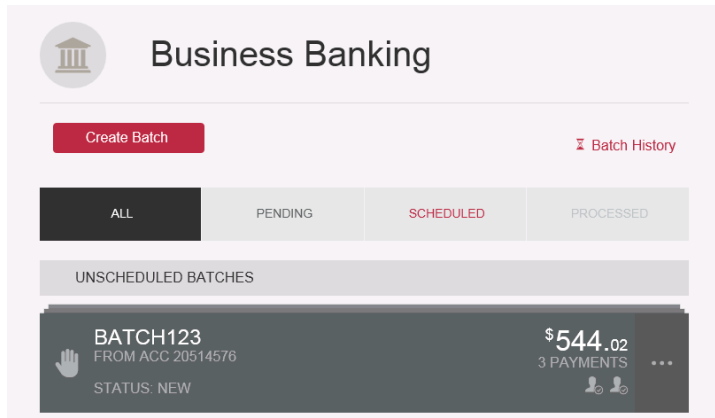 Business Banking
Create Batch
Batch History
ALL PENDING SCHEDULED PROCESSED
UNSCHEDULED BATCHES
BATCH123 $544.02
FROM ACC 20514576 3 PAYMENTS
STATUS: NEW